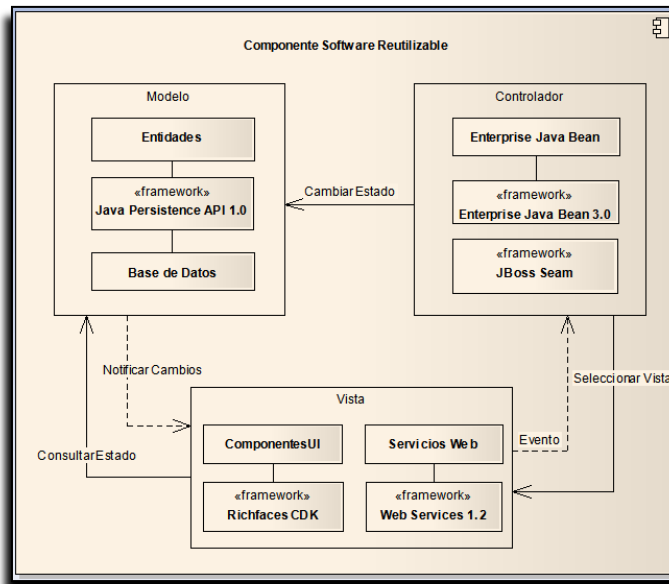 Componente Software Reutilizable
Modelo
Entidades
«framework»
Java Persistence API 1.0
Base de Datos
Cambiar Estado
Controlador
Enterprise Java Bean
«framework»
Enterprise Java Bean 3.0
«framework»
JBoss Seam
Notificar Cambios
Seleccionar Vista
Consultar Estado
Evento
Vista
ComponentesUI
«framework»
Richfaces CDK
Servicios Web
«framework»
Web Services 1.2